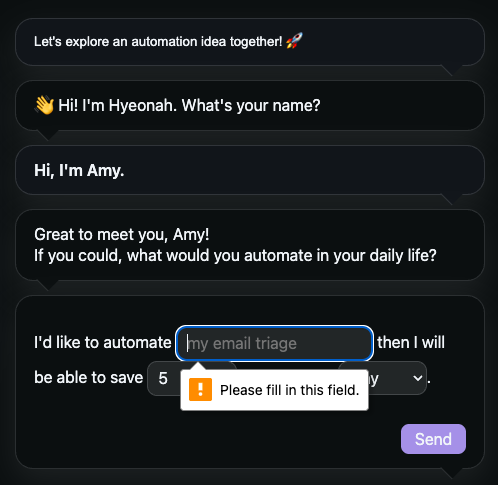 Let's explore an automation idea together! 🚀
👋 Hi! I'm Hyeonah. What's your name?
Hi, I'm Amy.
Great to meet you, Amy!
If you could, what would you automate in your daily life?
I'd like to automate my email triage then I will
be able to save 5 .
Please fill in this field.
Send